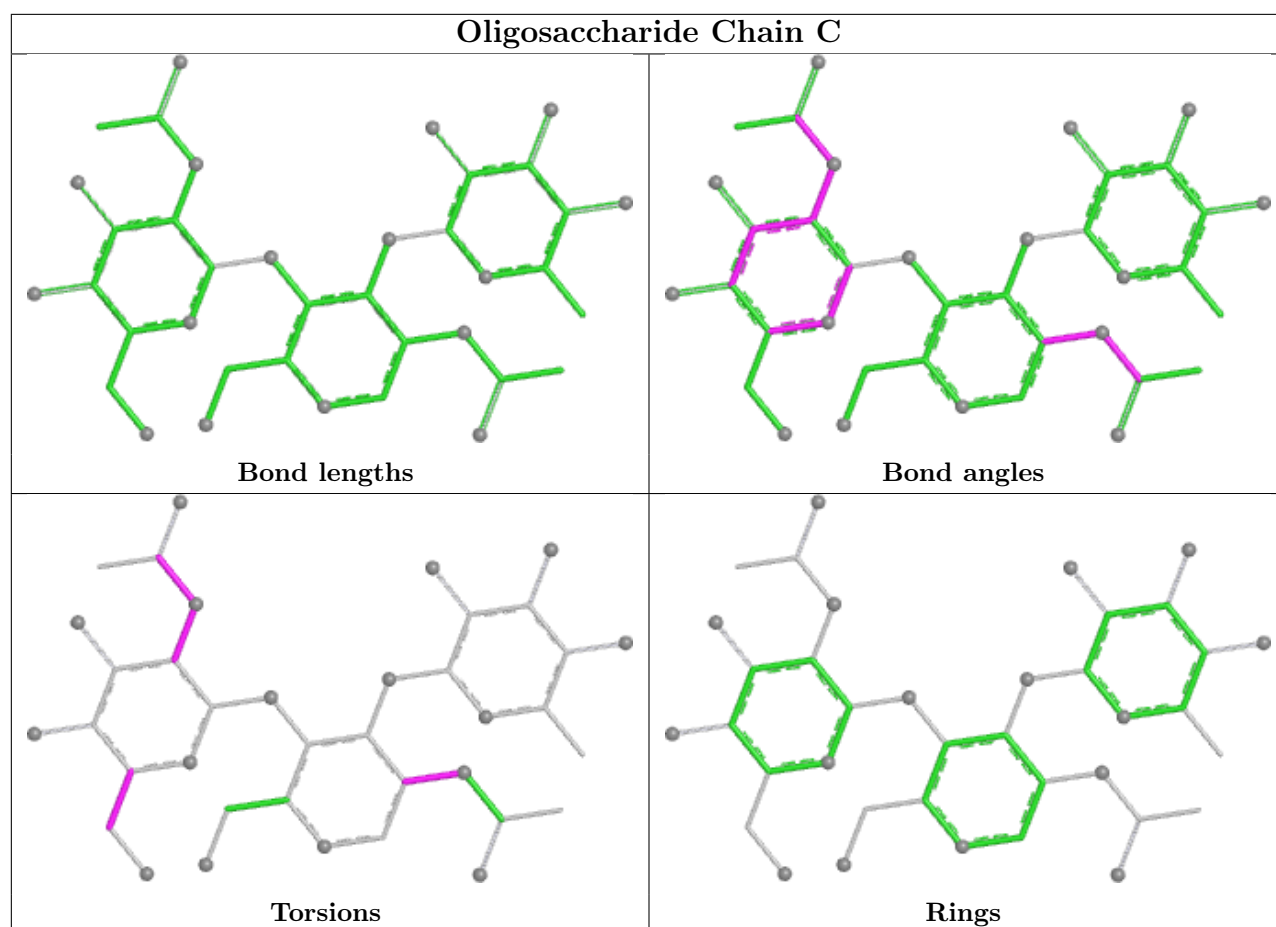 Oligosaccharide Chain C
Bond lengths
Bond angles
Torsions
Rings